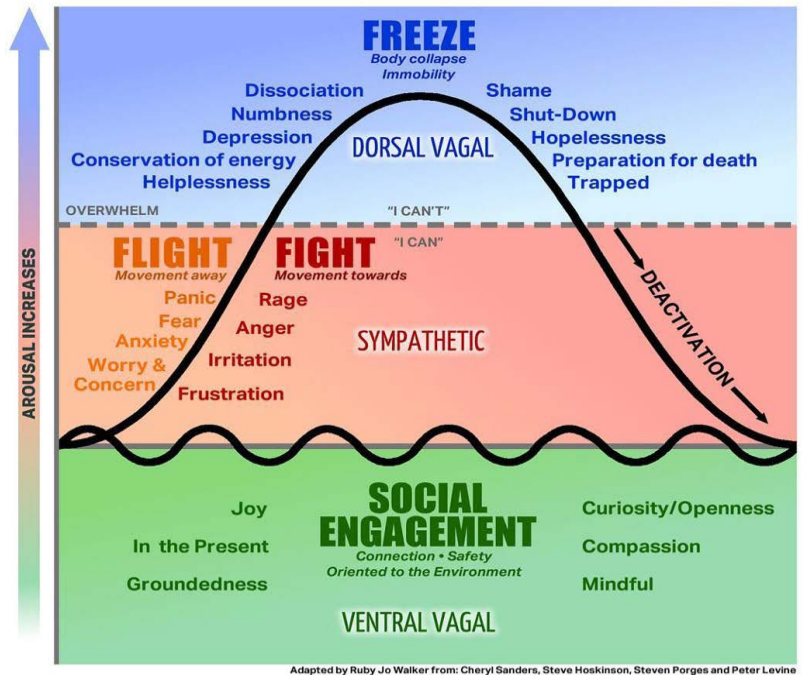 FREEZE
Body collapse
Immobility
Dissociation
Numbness
Depression
Conservation of energy
Helplessness
Shame
Shut-Down
Hopelessness
Preparation for death
Trapped
DORSAL VAGAL
OVERWHELM
"I CAN'T"
"I CAN"
FLIGHT
Movement away
Panic
Fear
Anxiety
Worry &
Concern
FIGHT
Movement towards
Rage
Anger
Irritation
Frustration
SYMPATHETIC
DEACTIVATION
AROUSAL INCREASES
SOCIAL
ENGAGEMENT
Connection • Safety
Oriented to the Environment
Joy
In the Present
Groundedness
Curiosity/Openness
Compassion
Mindful
VENTRAL VAGAL
Adapted by Ruby Jo Walker from: Cheryl Sanders, Steve Hoskinson, Steven Porges and Peter Levine